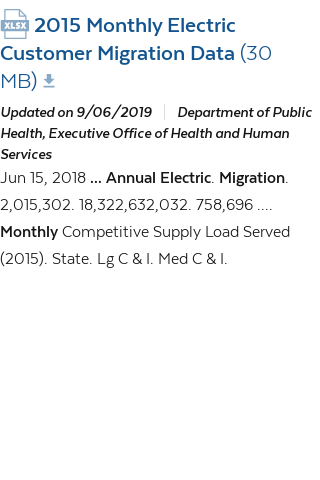 XLSX 2015 Monthly Electric
Customer Migration Data (30
MB)
Updated on 9/06/2019 Department of Public
Health, Executive Office of Health and Human
Services
Jun 15, 2018 ... Annual Electric. Migration.
2,015,302. 18,322,632,032. 758,696 ....
Monthly Competitive Supply Load Served
(2015). State. Lg C & I. Med C & I.